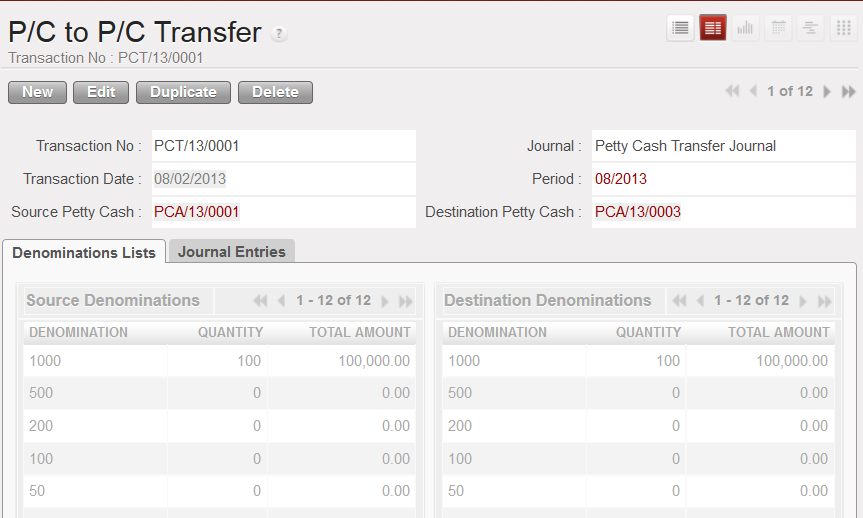 P/C to P/C Transfer ?
Transaction No : PCT/13/0001
New Edit Duplicate Delete 1 of 12
Transaction No : PCT/13/0001 Journal : Petty Cash Transfer Journal
Transaction Date : 08/02/2013 Period : 08/2013
Source Petty Cash : PCA/13/0001 Destination Petty Cash : PCA/13/0003
Denominations Lists Journal Entries
Source Denominations 1 - 12 of 12 Destination Denominations 1 - 12 of 12
DENOMINATION QUANTITY TOTAL AMOUNT DENOMINATION QUANTITY TOTAL AMOUNT
1000 100 100,000.00 1000 100 100,000.00
500 0 0.00 500 0 0.00
200 0 0.00 200 0 0.00
100 0 0.00 100 0 0.00
50 0 0.00 50 0 0.00